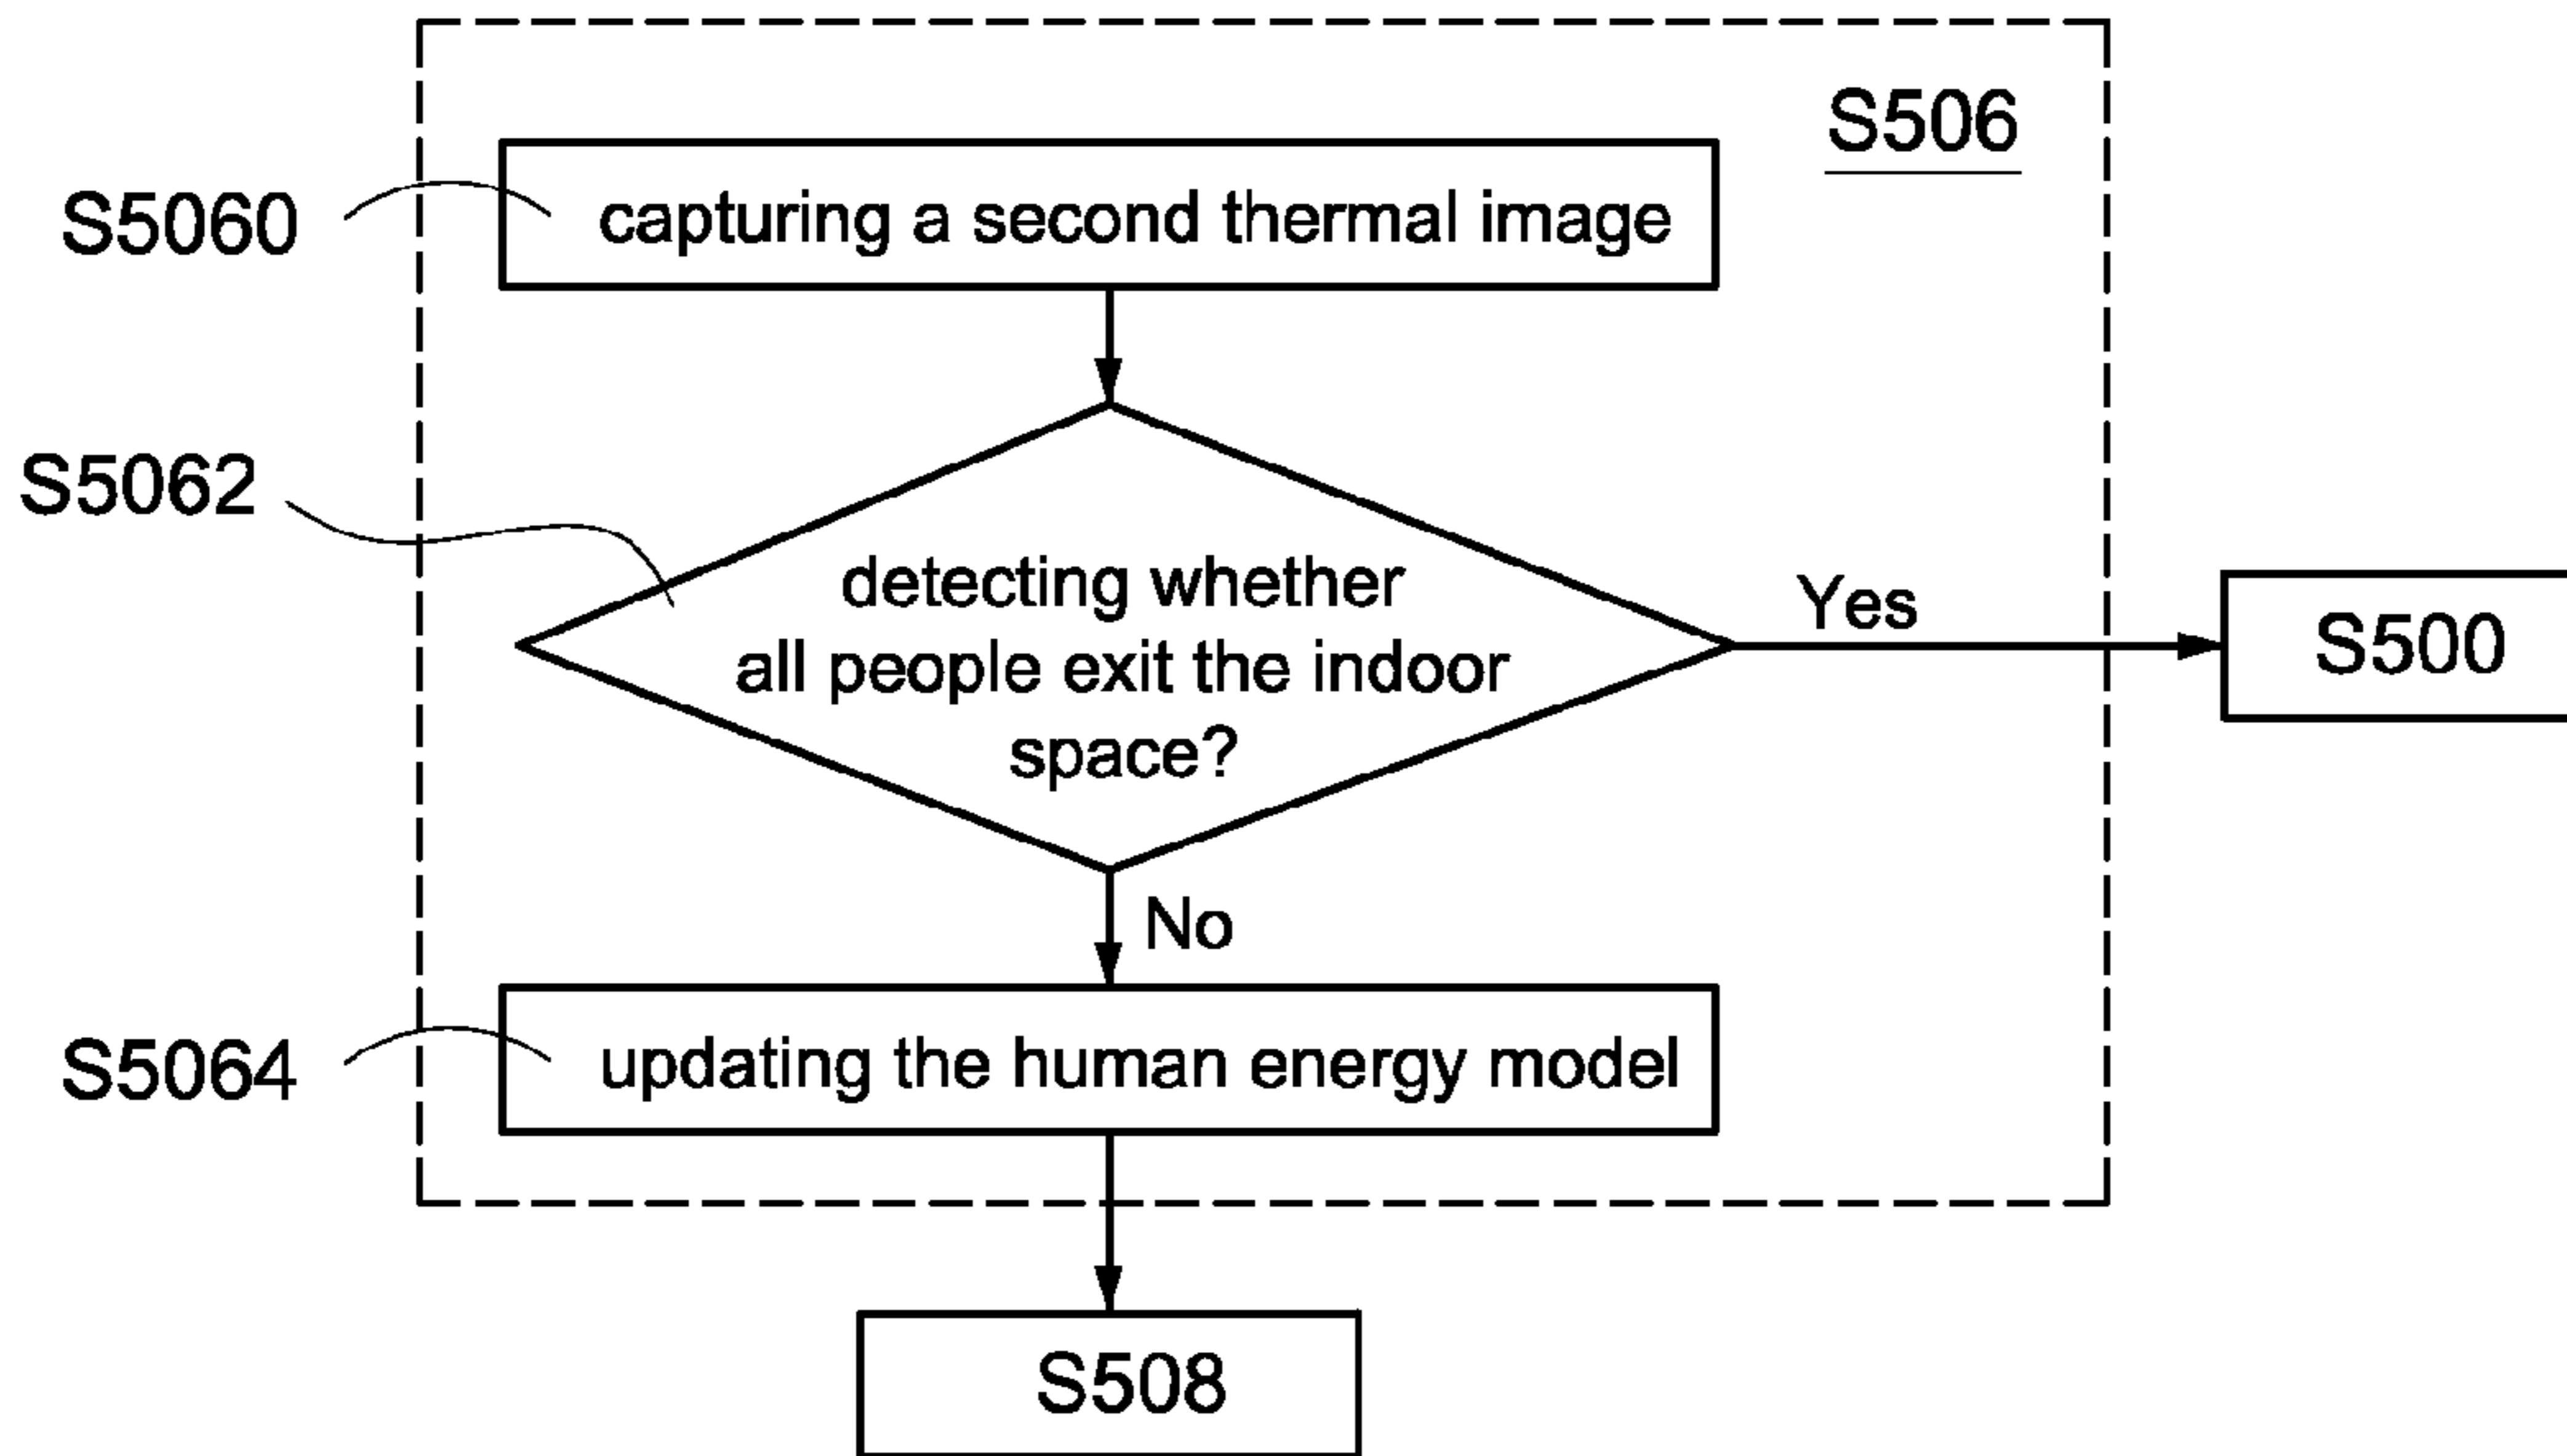 S506
S5060
capturing a second thermal image
S5062
detecting whether
all people exit the indoor
space?
Yes
S500
No
S5064
updating the human energy model
S508